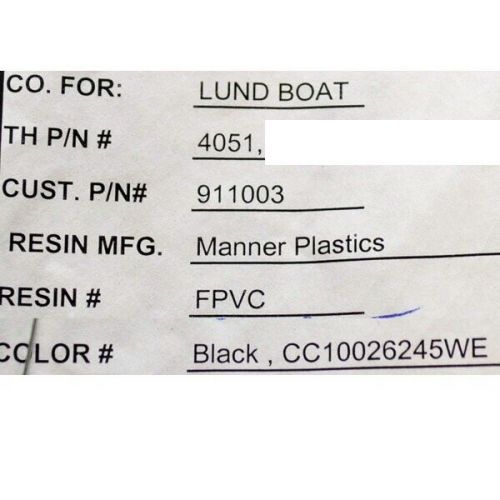 CO. FOR: LUND BOAT
TH P/N # 4051,
CUST. P/N# 911003
RESIN MFG. Manner Plastics
RESIN # FPVC
COLOR # Black , CC10026245WE